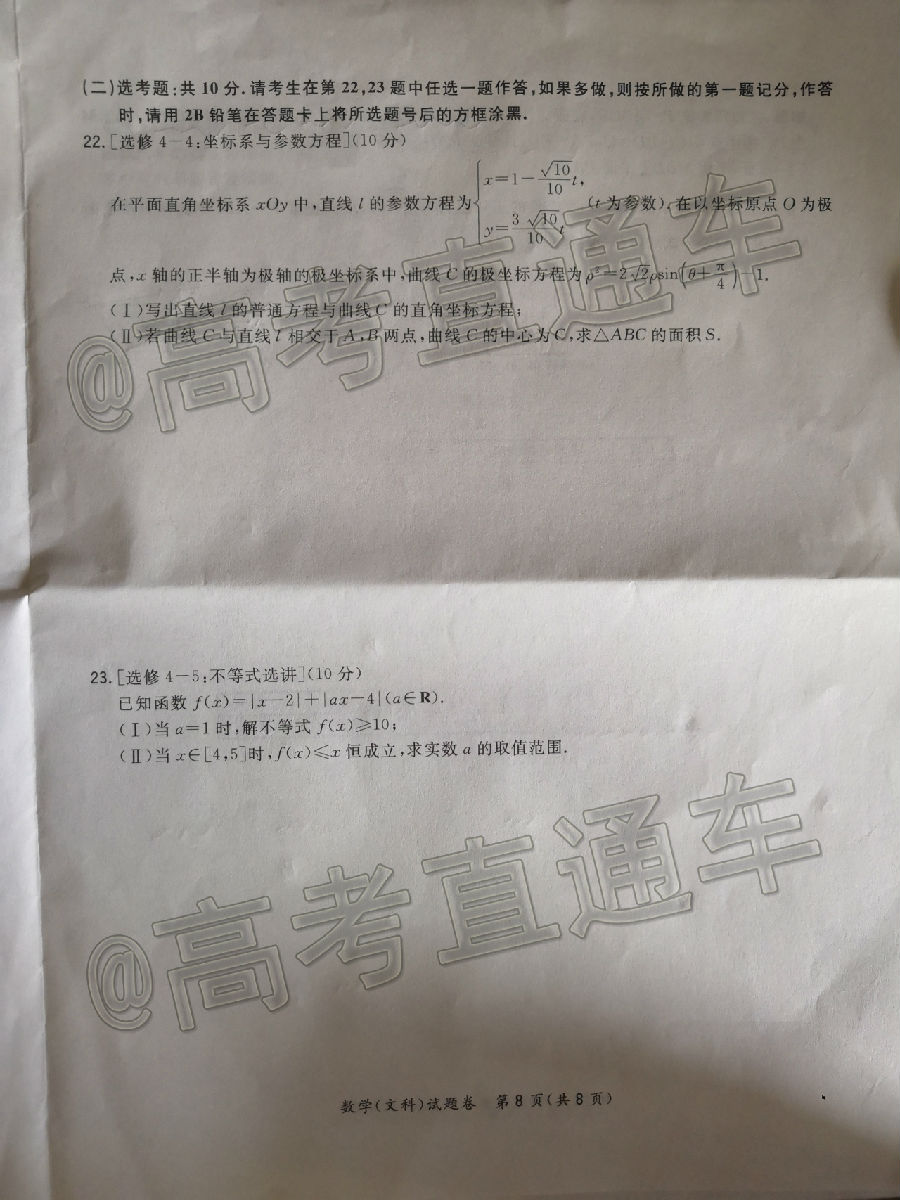 (二)选考题:共10分.请考生在第22,23题中任选一题作答,如果多做,则按所做的第一题记分,作答
时,请用2B铅笔在答题卡上将所选题号后的方框涂黑.
22.[选修4-4:坐标系与参数方程](10分)
在平面直角坐标系xOy中,直线l的参数方程为{x=1-√10/10 t, y=3√10/10 t (t为参数),在以坐标原点O为极
点,x轴的正半轴为极轴的极坐标系中,曲线C的极坐标方程为ρ²=2√2ρsin(θ+π/4)-1.
(Ⅰ)写出直线l的普通方程与曲线C的直角坐标方程;
(Ⅱ)若曲线C与直线l相交于A,B两点,曲线C的中心为C,求△ABC的面积S.
@高考直通车
23.[选修4-5:不等式选讲](10分)
已知函数f(x)=|x-2|+|ax-4|(a∈R).
(Ⅰ)当a=1时,解不等式f(x)≥10;
(Ⅱ)当x∈[4,5]时,f(x)≤x恒成立,求实数a的取值范围.
@高考直通车
数学(文科)试题卷 第8页(共8页)